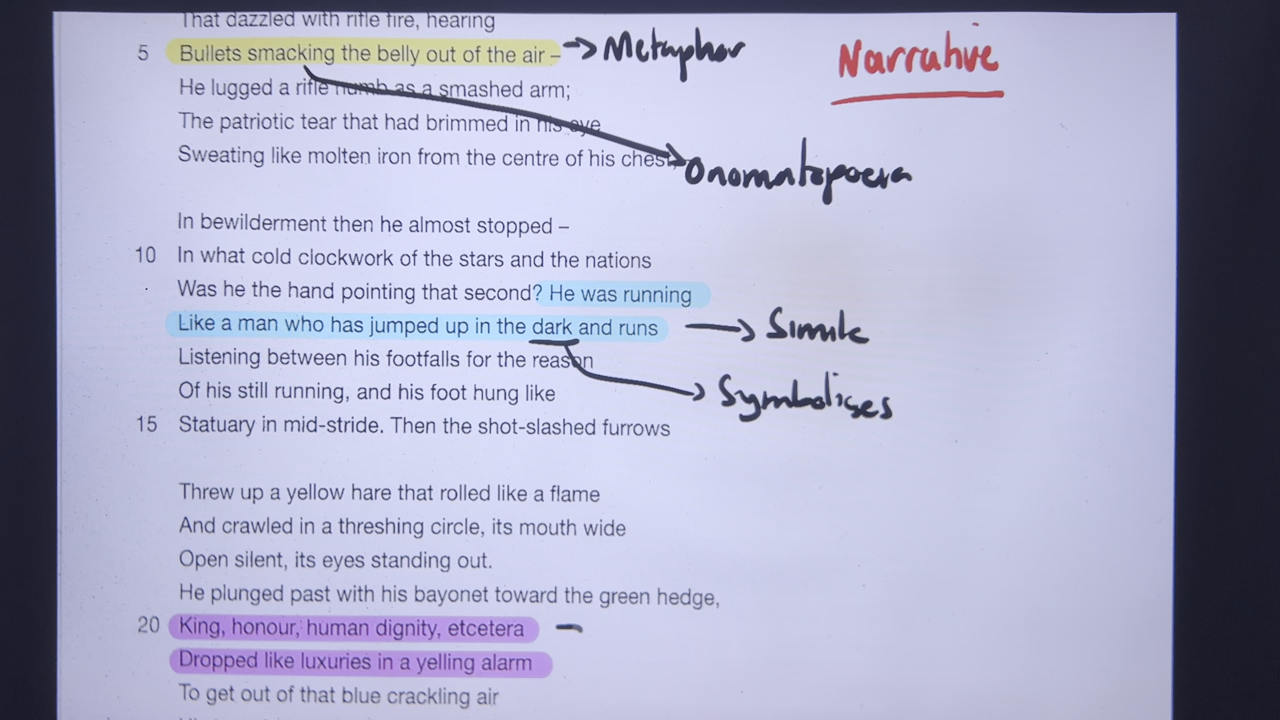 That dazzled with rifle fire, hearing
5 Bullets smacking the belly out of the air – → Metaphor
Narrative
He lugged a rifle numb as a smashed arm;
The patriotic tear that had brimmed in his eye
Sweating like molten iron from the centre of his chest,
Onomatopoeia
In bewilderment then he almost stopped –
10 In what cold clockwork of the stars and the nations
Was he the hand pointing that second? He was running
Like a man who has jumped up in the dark and runs → Simile
Listening between his footfalls for the reason
Of his still running, and his foot hung like → Symbolises
15 Statuary in mid-stride. Then the shot-slashed furrows
Threw up a yellow hare that rolled like a flame
And crawled in a threshing circle, its mouth wide
Open silent, its eyes standing out.
He plunged past with his bayonet toward the green hedge,
20 King, honour, human dignity, etcetera –
Dropped like luxuries in a yelling alarm
To get out of that blue crackling air